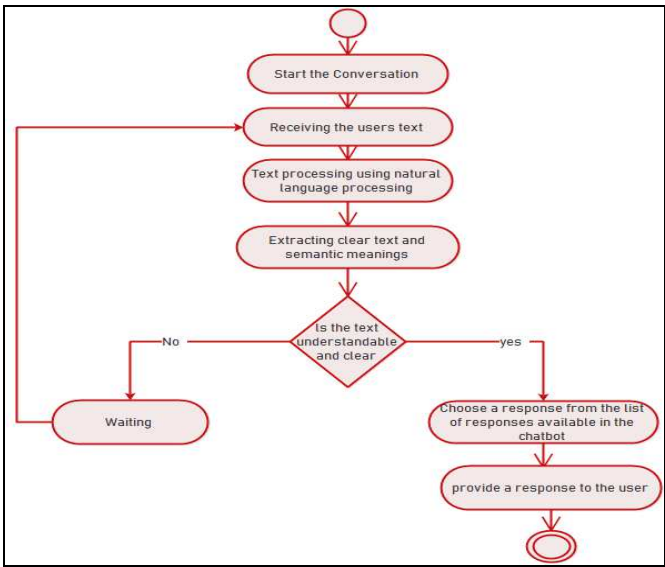 Start the Conversation
Receiving the users text
Text processing using natural
language processing
Extracting clear text and
semantic meanings
Is the text
understandable
and clear
No
yes
Waiting
Choose a response from the list
of responses available in the
chatbot
provide a response to the user